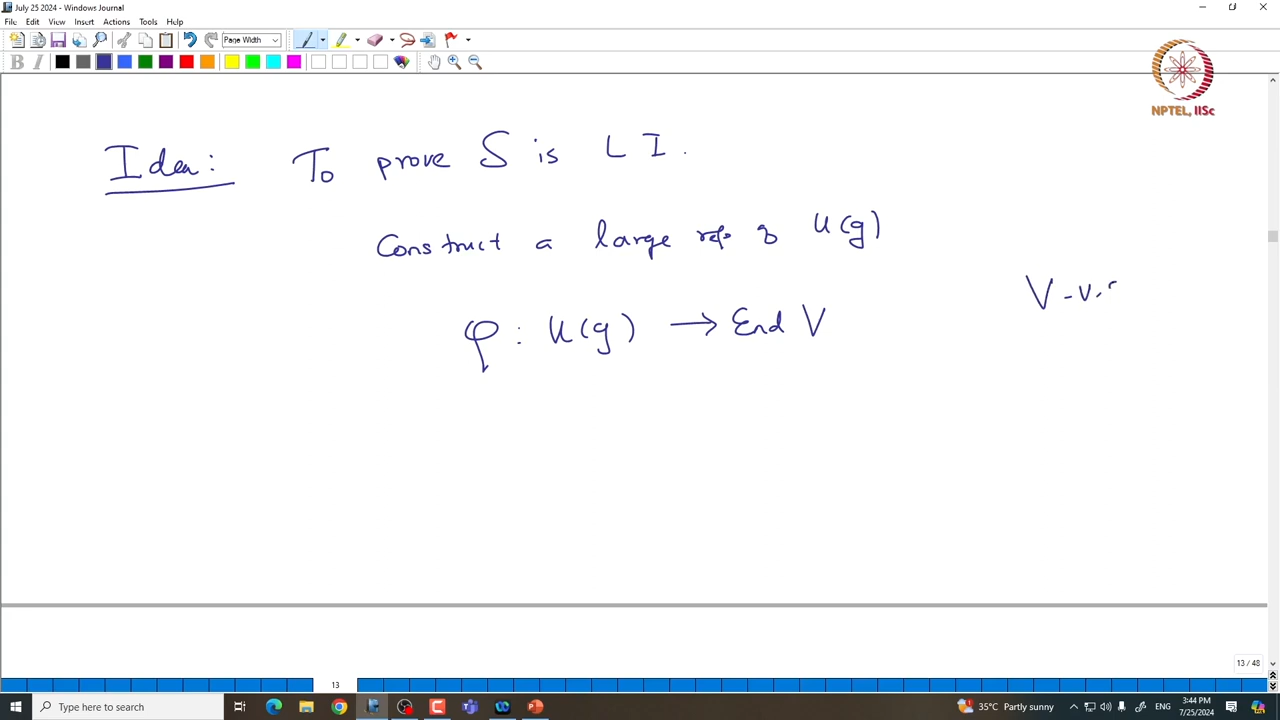 July 25 2024 - Windows Journal
File Edit View Insert Actions Tools Help
Page Width
B I
NPTEL, IISc
Idea: To prove S is L I.
Construct a large repn of U(g)
V - v.s
φ : U(g) → End V
13 / 48
13
Type here to search
35°C Partly sunny
3:44 PM
7/25/2024